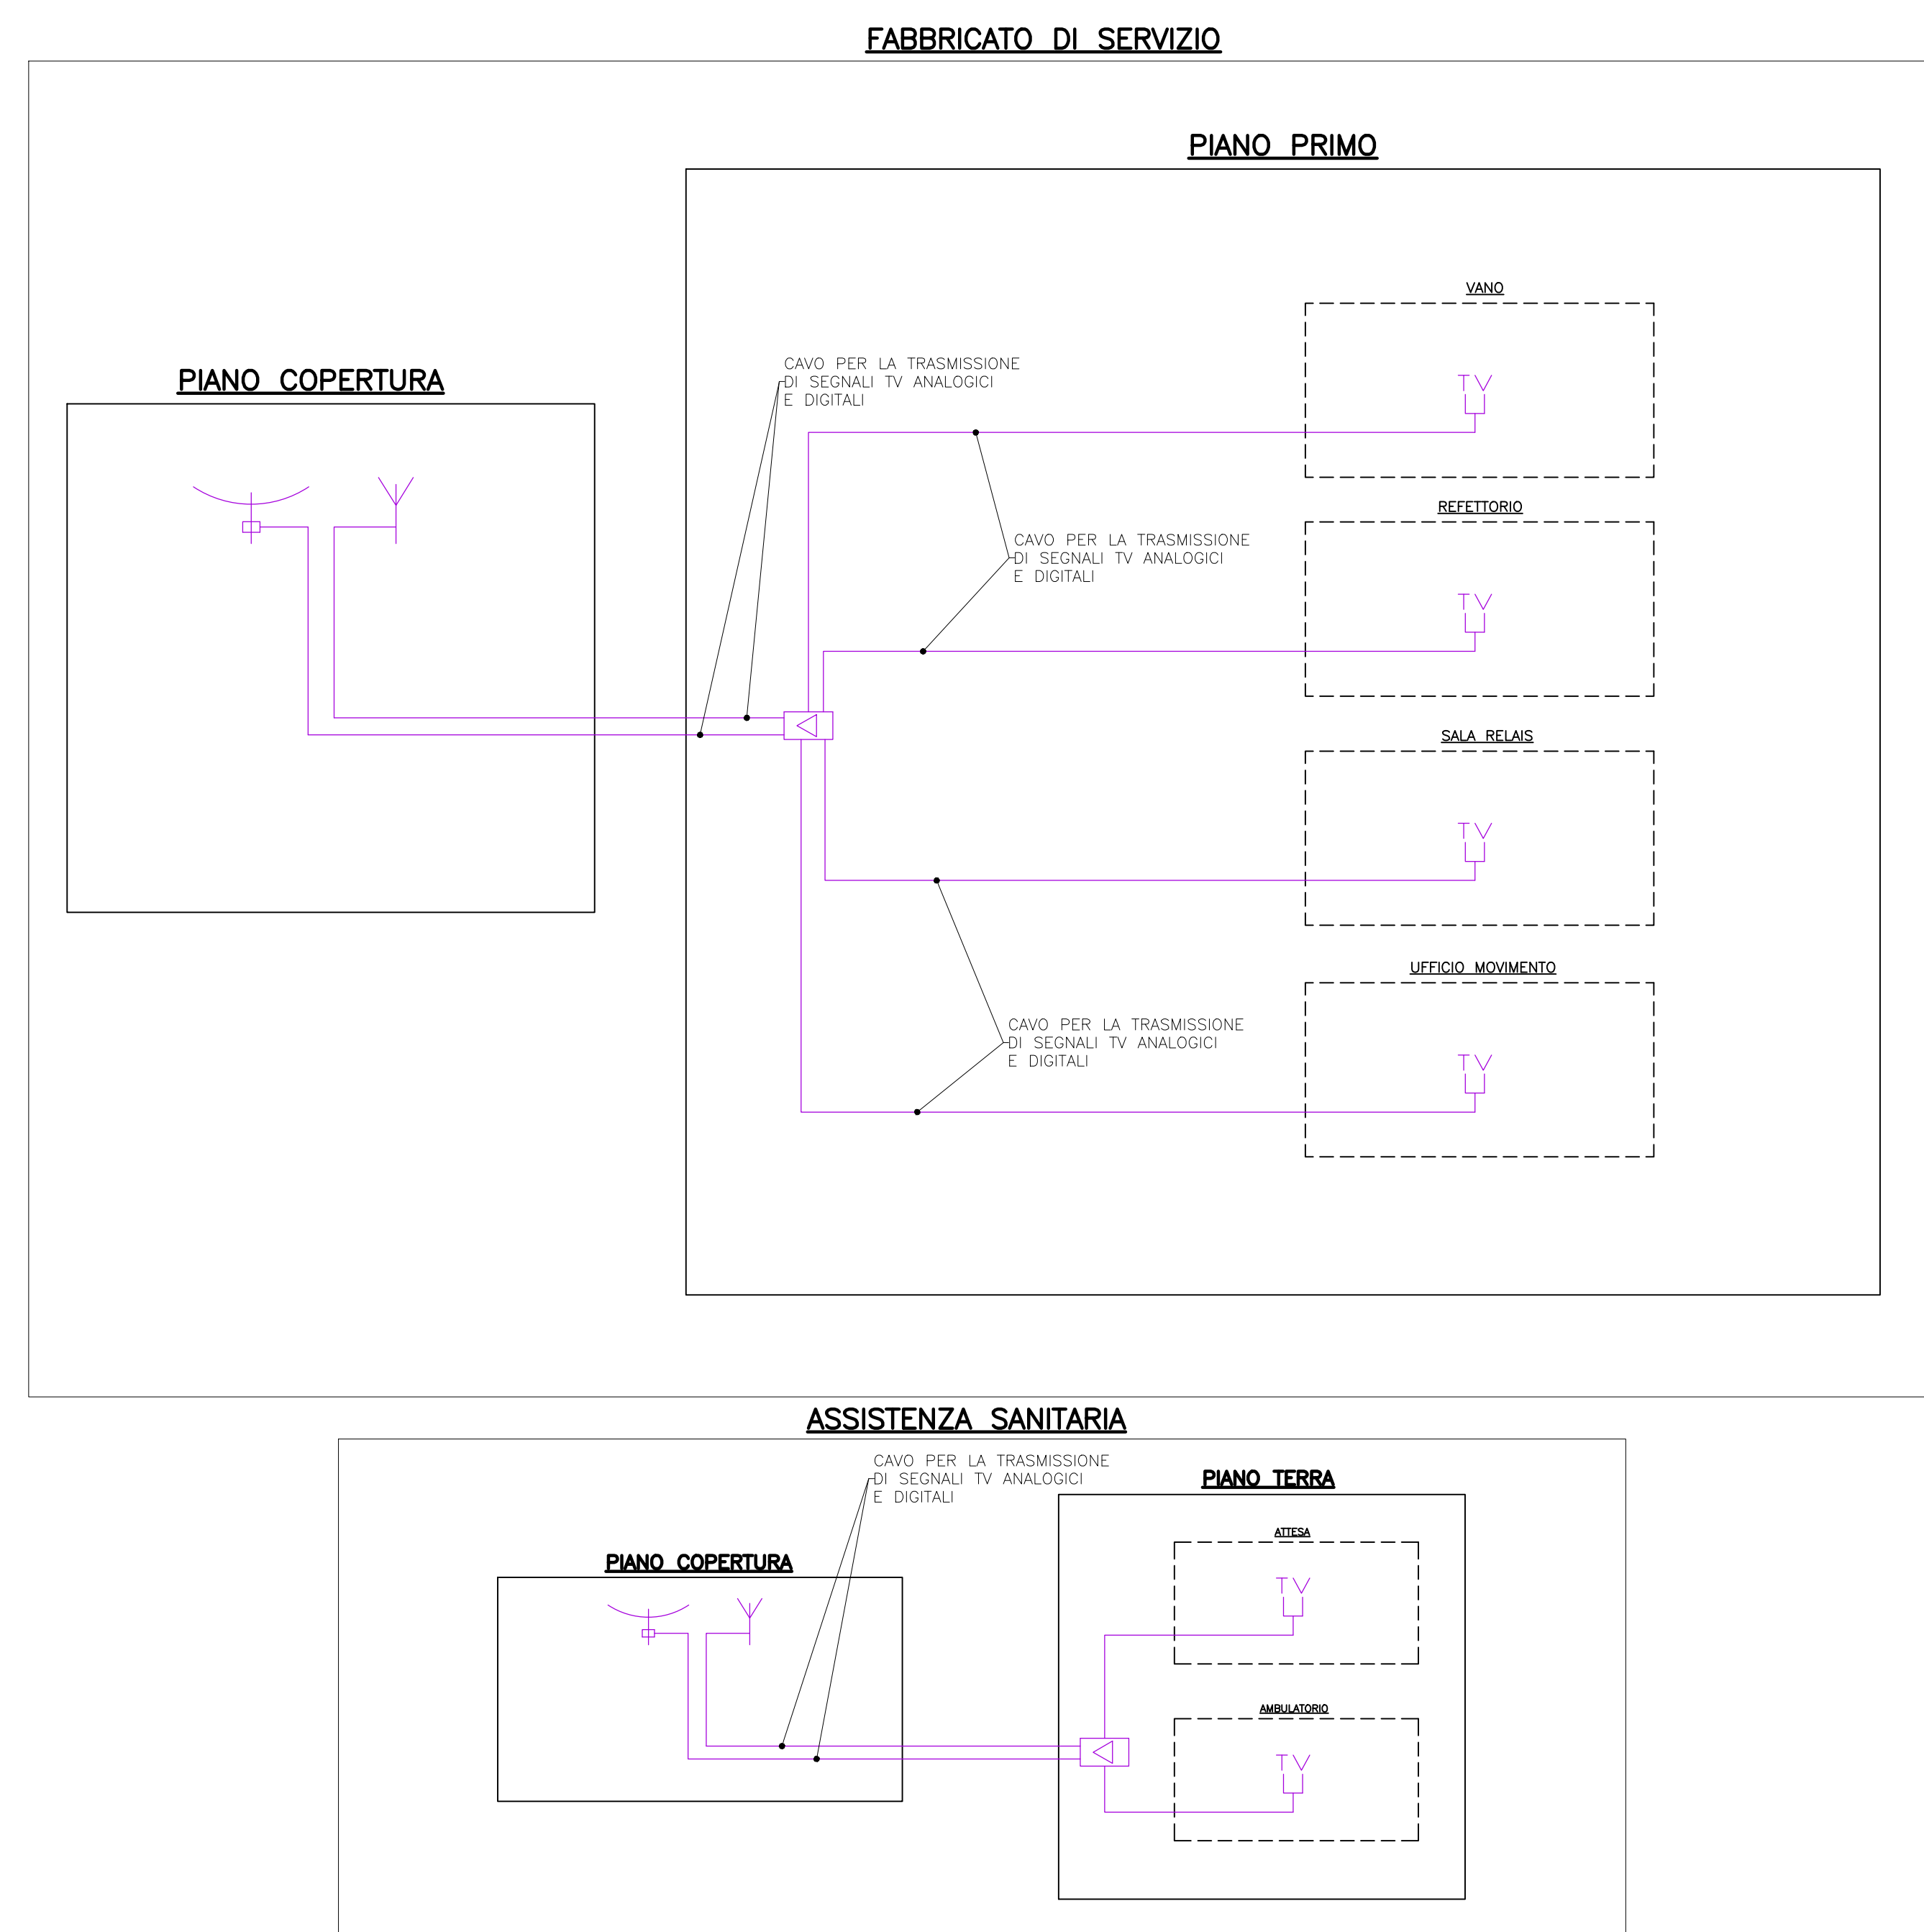 FABBRICATO DI SERVIZIO
PIANO PRIMO
VANO
CAVO PER LA TRASMISSIONE
DI SEGNALI TV ANALOGICI
E DIGITALI
PIANO COPERTURA
TV
REFETTORIO
CAVO PER LA TRASMISSIONE
DI SEGNALI TV ANALOGICI
E DIGITALI
TV
SALA RELAIS
TV
UFFICIO MOVIMENTO
CAVO PER LA TRASMISSIONE
DI SEGNALI TV ANALOGICI
E DIGITALI
TV
ASSISTENZA SANITARIA
CAVO PER LA TRASMISSIONE
DI SEGNALI TV ANALOGICI
E DIGITALI
PIANO TERRA
ATTESA
PIANO COPERTURA
TV
AMBULATORIO
TV